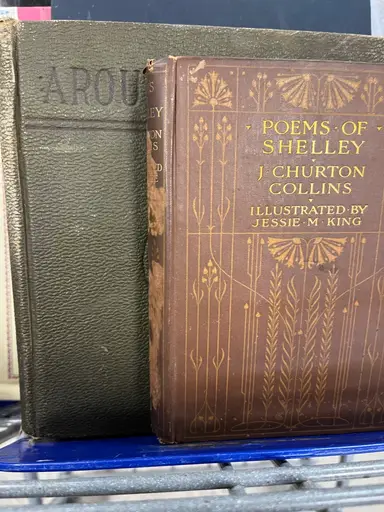 AROU
POEMS · OF
SHELLEY
J CHURTON
COLLINS
ILLUSTRATED · BY
JESSIE · M · KING